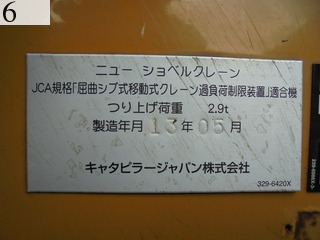 6
ニュー ショベルクレーン
JCA規格「屈曲ジブ式移動式クレーン過負荷制限装置」適合機
つり上げ荷重 2.9t
製造年月 13年05月
キャタピラージャパン株式会社
329-6420X